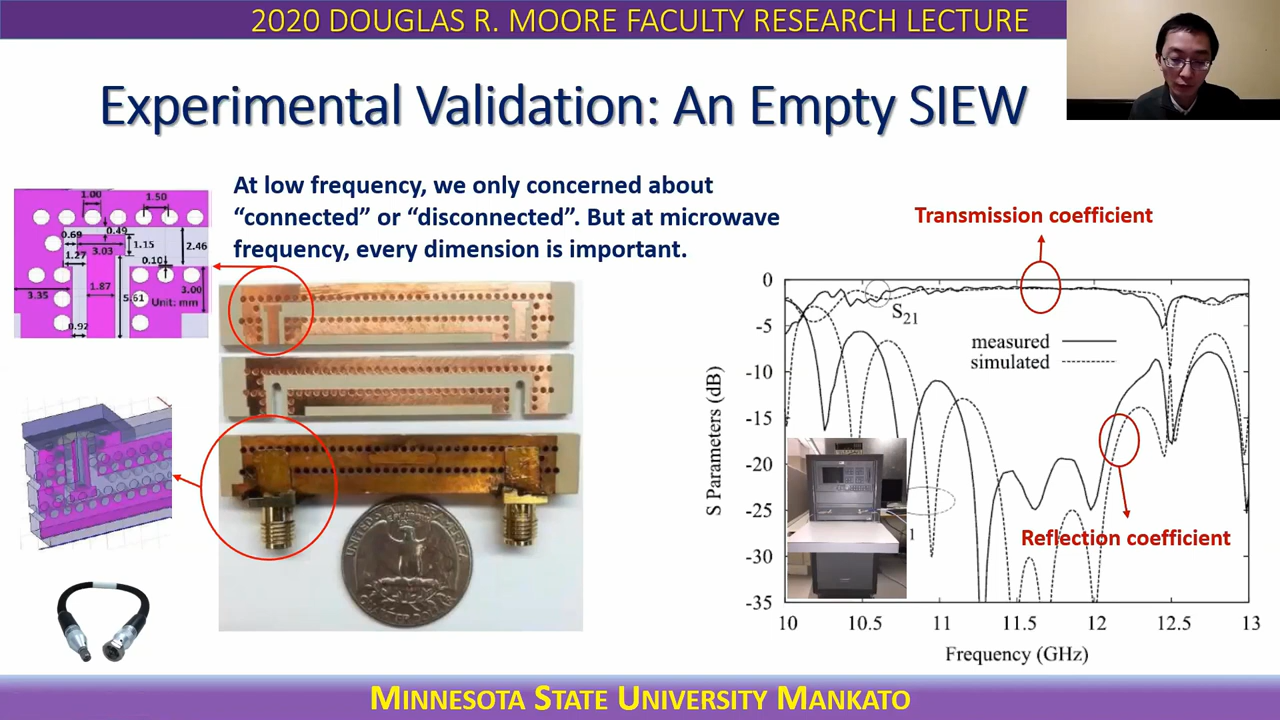 2020 DOUGLAS R. MOORE FACULTY RESEARCH LECTURE
Experimental Validation: An Empty SIEW
At low frequency, we only concerned about
“connected” or “disconnected”. But at microwave
frequency, every dimension is important.
1.00
1.50
0.49
0.69
1.15
2.46
3.03
1.27
0.10
3.35
1.87
3.00
5.61
Unit: mm
0.92
Transmission coefficient
0
-5
-10
-15
-20
-25
-30
-35
S Parameters (dB)
S21
measured
simulated
Reflection coefficient
10
10.5
11
11.5
12
12.5
13
Frequency (GHz)
MINNESOTA STATE UNIVERSITY MANKATO